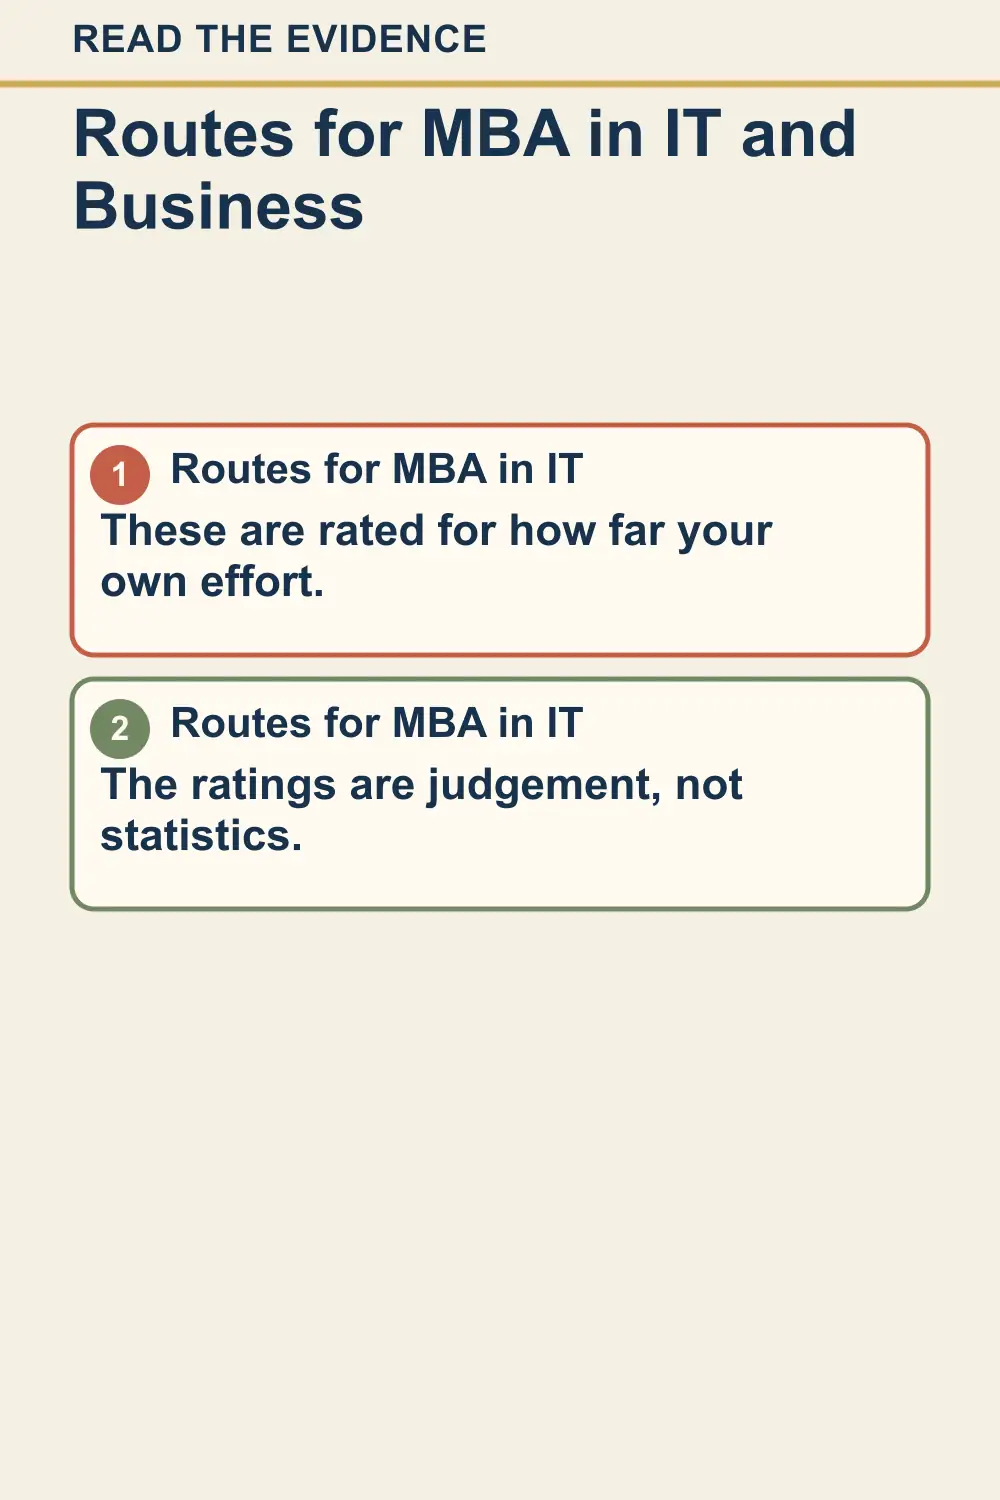 READ THE EVIDENCE
Routes for MBA in IT and
Business
1 Routes for MBA in IT
These are rated for how far your
own effort.
2 Routes for MBA in IT
The ratings are judgement, not
statistics.